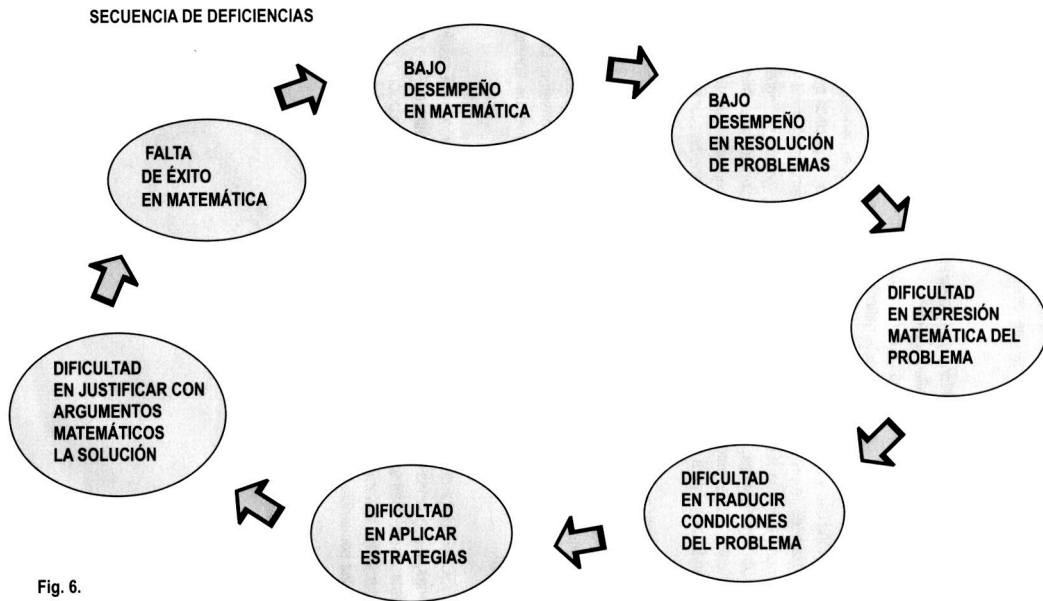 SECUENCIA DE DEFICIENCIAS
BAJO
DESEMPEÑO
EN MATEMÁTICA
BAJO
DESEMPEÑO
EN RESOLUCIÓN
DE PROBLEMAS
DIFICULTAD
EN EXPRESIÓN
MATEMÁTICA DEL
PROBLEMA
DIFICULTAD
EN TRADUCIR
CONDICIONES
DEL PROBLEMA
DIFICULTAD
EN APLICAR
ESTRATEGIAS
DIFICULTAD
EN JUSTIFICAR CON
ARGUMENTOS
MATEMÁTICOS
LA SOLUCIÓN
FALTA
DE ÉXITO
EN MATEMÁTICA
Fig. 6.